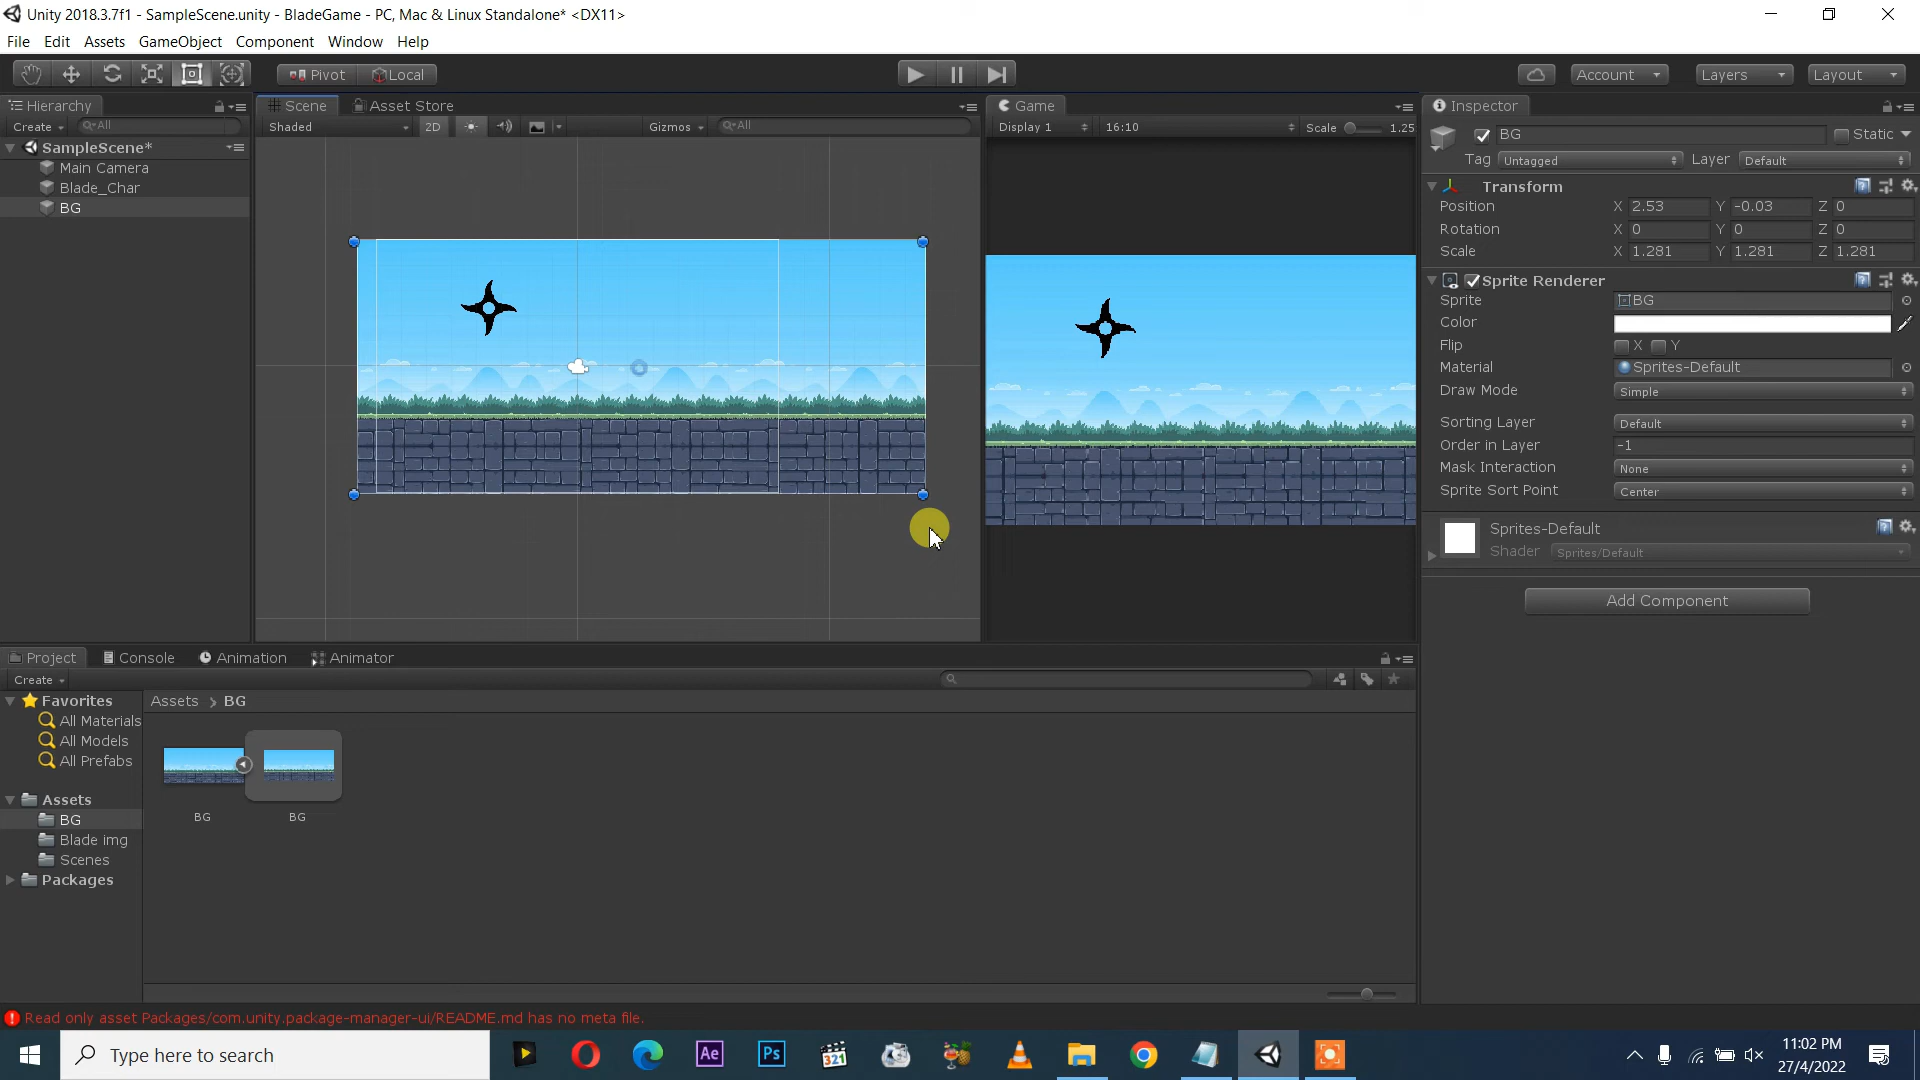 Unity 2018.3.7f1 - SampleScene.unity - BladeGame - PC, Mac & Linux Standalone* <DX11>
File Edit Assets GameObject Component Window Help
Pivot Local Account Layers Layout
Hierarchy Scene Asset Store Game Inspector
Create All Shaded 2D Gizmos All Display 1 16:10 Scale 1.25 BG Static
SampleScene*
Tag Untagged Layer Default
Main Camera
Blade_Char
BG
Transform
Position X 2.53 Y -0.03 Z 0
Rotation X 0 Y 0 Z 0
Scale X 1.281 Y 1.281 Z 1.281
Sprite Renderer
Sprite BG
Color
Flip X Y
Material Sprites-Default
Draw Mode Simple
Sorting Layer Default
Order in Layer -1
Mask Interaction None
Sprite Sort Point Center
Sprites-Default
Shader Sprites/Default
Add Component
Project Console Animation Animator
Create
Favorites Assets > BG
All Materials
All Models
All Prefabs
Assets
BG BG BG
Blade img
Scenes
Packages
Read only asset Packages/com.unity.package-manager-ui/README.md has no meta file.
Type here to search Ae Ps 321
11:02 PM
27/4/2022